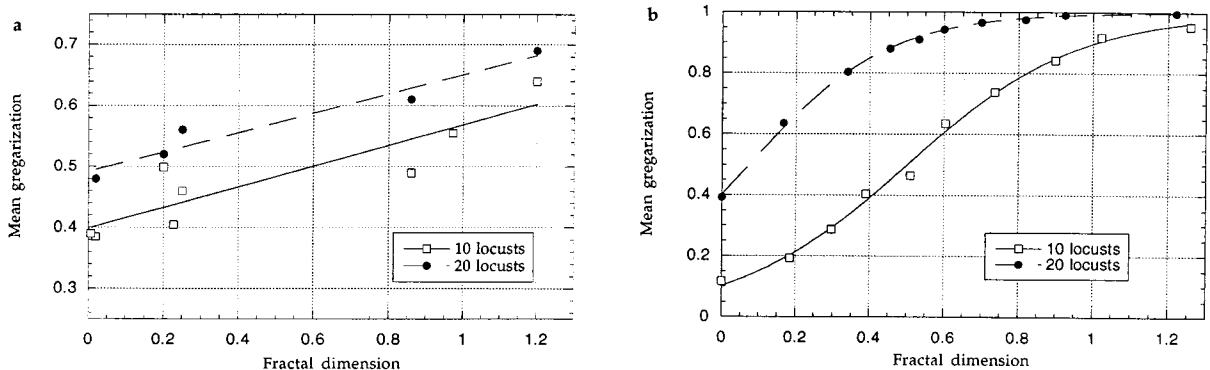 a
Mean gregarization
0.7
0.6
0.5
0.4
0.3
10 locusts
20 locusts
0 0.2 0.4 0.6 0.8 1.0 1.2
Fractal dimension
b
Mean gregarization
1
0.8
0.6
0.4
0.2
0
10 locusts
20 locusts
0 0.2 0.4 0.6 0.8 1.0 1.2
Fractal dimension